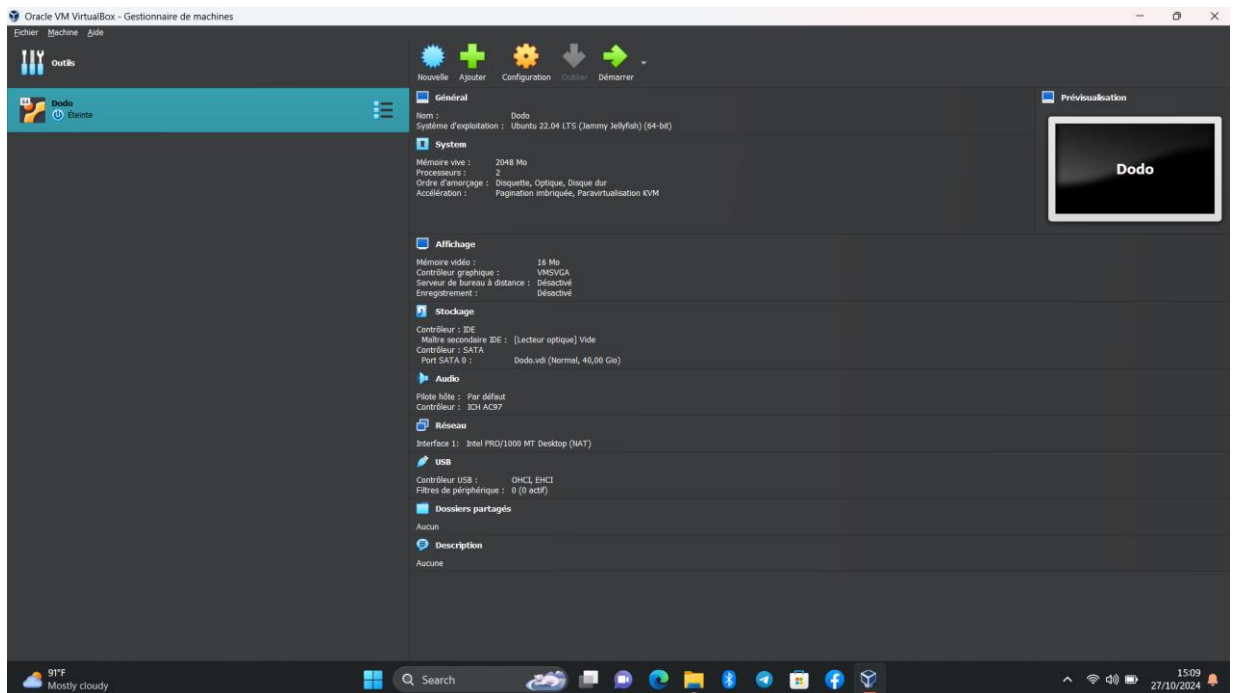 Oracle VM VirtualBox - Gestionnaire de machines
Fichier Machine Aide
Outils
Nouvelle Ajouter Configuration Oublier Démarrer
64
Dodo
Éteinte
Général
Nom : Dodo
Système d'exploitation : Ubuntu 22.04 LTS (Jammy Jellyfish) (64-bit)
System
Mémoire vive : 2048 Mo
Processeurs : 2
Ordre d'amorçage : Disquette, Optique, Disque dur
Accélération : Pagination imbriquée, Paravirtualisation KVM
Prévisualisation
Dodo
Affichage
Mémoire vidéo : 16 Mo
Contrôleur graphique : VMSVGA
Serveur de bureau à distance : Désactivé
Enregistrement : Désactivé
Stockage
Contrôleur : IDE
Maître secondaire IDE : [Lecteur optique] Vide
Contrôleur : SATA
Port SATA 0 : Dodo.vdi (Normal, 40,00 Gio)
Audio
Pilote hôte : Par défaut
Contrôleur : ICH AC97
Réseau
Interface 1: Intel PRO/1000 MT Desktop (NAT)
USB
Contrôleur USB : OHCI, EHCI
Filtres de périphérique : 0 (0 actif)
Dossiers partagés
Aucun
Description
Aucune
91°F
Mostly cloudy
Search
15:09
27/10/2024